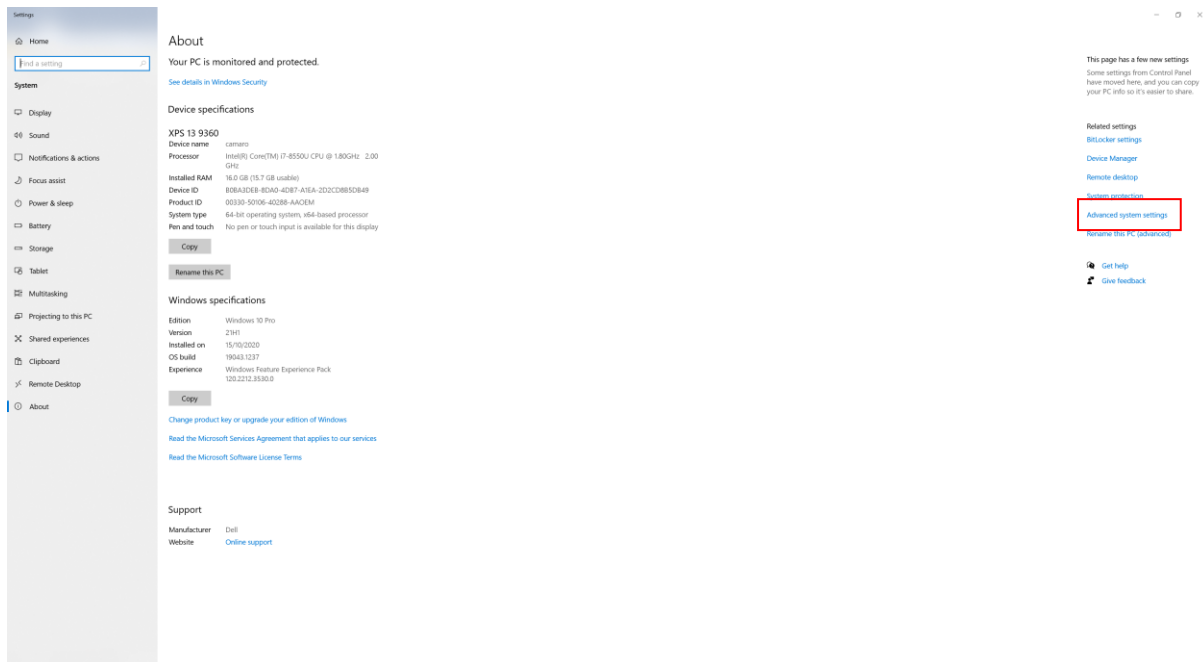 Settings
Home
Find a setting
System
Display
Sound
Notifications & actions
Focus assist
Power & sleep
Battery
Storage
Tablet
Multitasking
Projecting to this PC
Shared experiences
Clipboard
Remote Desktop
About
About
Your PC is monitored and protected.
See details in Windows Security
Device specifications
XPS 13 9360
Device name camaro
Processor Intel(R) Core(TM) i7-8550U CPU @ 1.80GHz 2.00
GHz
Installed RAM 16.0 GB (15.7 GB usable)
Device ID B0BA3DEB-8DA0-4DB7-A1EA-2D2CD8B5DB49
Product ID 00330-50106-40288-AAOEM
System type 64-bit operating system, x64-based processor
Pen and touch No pen or touch input is available for this display
Copy
Rename this PC
Windows specifications
Edition Windows 10 Pro
Version 21H1
Installed on 15/10/2020
OS build 19043.1237
Experience Windows Feature Experience Pack
120.2212.3530.0
Copy
Change product key or upgrade your edition of Windows
Read the Microsoft Services Agreement that applies to our services
Read the Microsoft Software License Terms
Support
Manufacturer Dell
Website Online support
This page has a few new settings
Some settings from Control Panel
have moved here, and you can copy
your PC info so it's easier to share.
Related settings
BitLocker settings
Device Manager
Remote desktop
System protection
Advanced system settings
Rename this PC (advanced)
Get help
Give feedback